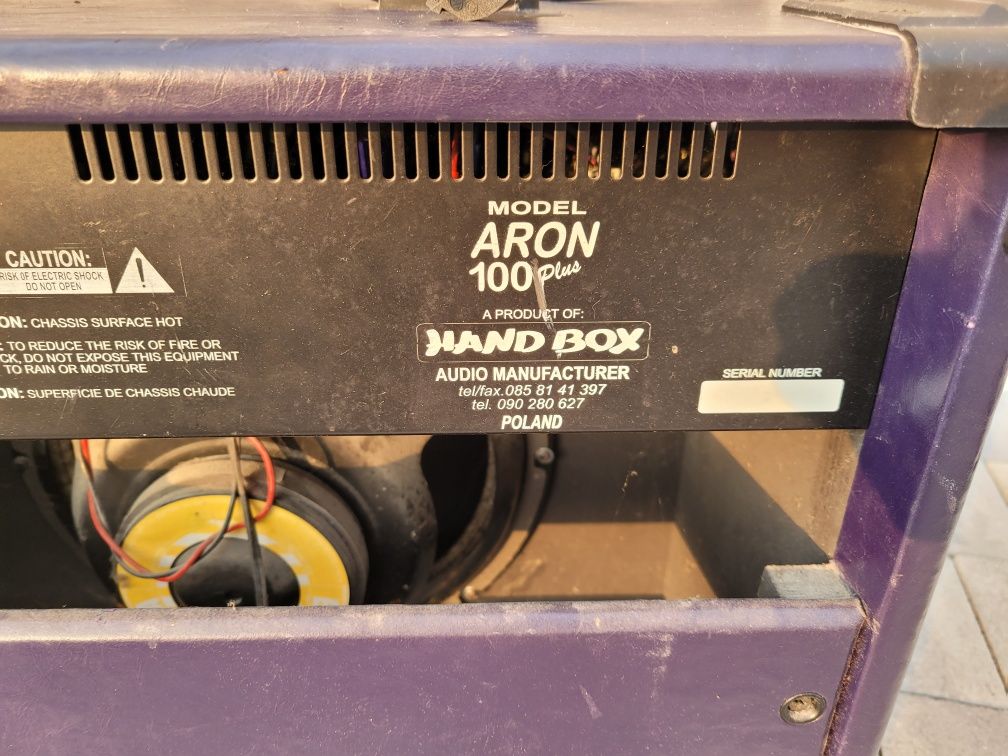 MODEL
ARON
100 Plus
A PRODUCT OF:
HAND BOX
AUDIO MANUFACTURER
tel/fax.085 81 41 397
tel. 090 280 627
POLAND
SERIAL NUMBER
CAUTION:
RISK OF ELECTRIC SHOCK
DO NOT OPEN
ON: CHASSIS SURFACE HOT
: TO REDUCE THE RISK OF FIRE OR
CK, DO NOT EXPOSE THIS EQUIPMENT
TO RAIN OR MOISTURE
ON: SUPERFICIE DE CHASSIS CHAUDE